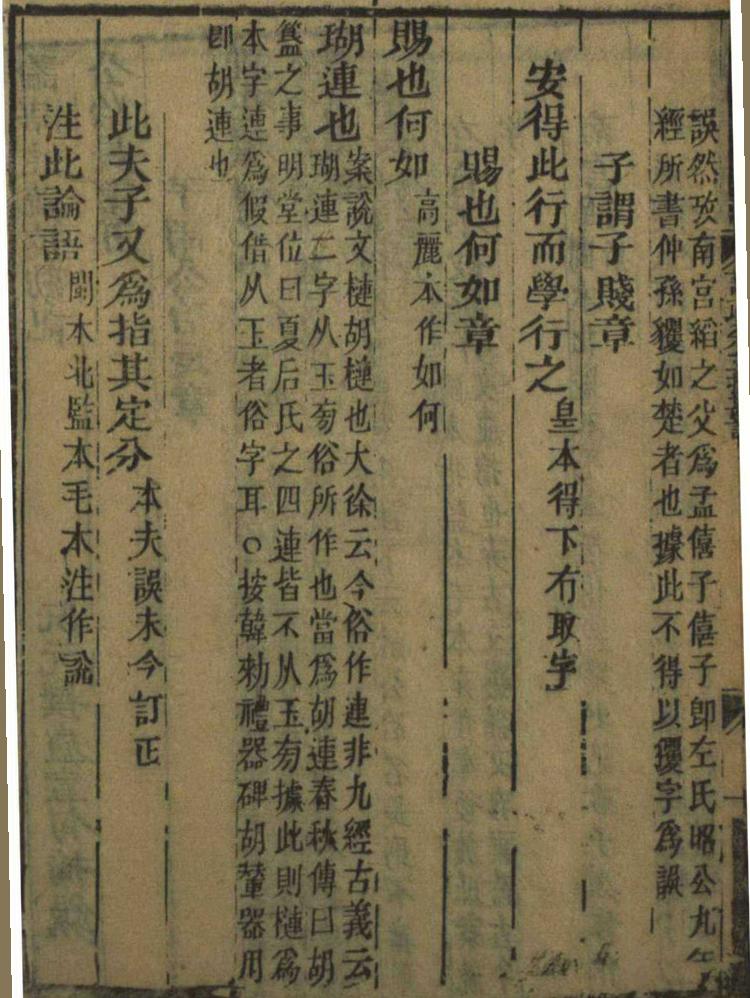 誤然攷南宮縚之父爲孟僖子僖子卽左氏昭公九年
經所書仲孫貜如楚者也據此不得以貜字爲誤
子謂子賤章
安得此行而學行之皇本得下有取字
賜也何如章
賜也何如高麗本作如何
瑚連也案說文槤胡槤也大徐云今俗作連非九經古義云
瑚連二字从玉旁俗所作也當爲胡連春秋傳曰胡
簋之事明堂位曰夏后氏之四連皆不从玉旁據此則槤爲
本字連爲假借从玉者俗字耳○按韓勑禮器碑胡輦器用
卽胡連也
此夫子又爲指其定分本夫誤未今訂正
注此論語閩本北監本毛本注作說